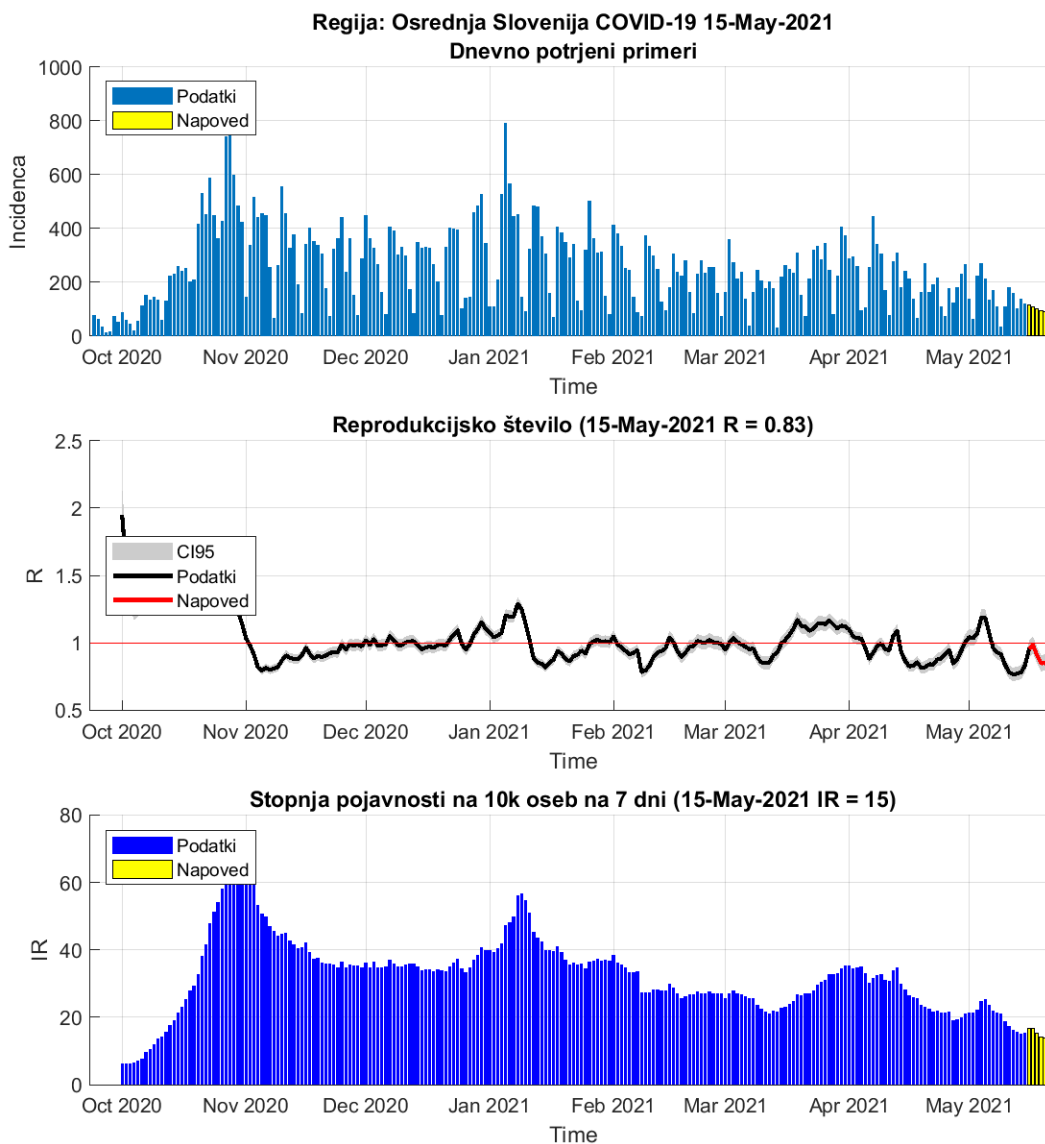 Regija: Osrednja Slovenija COVID-19 15-May-2021
Dnevno potrjeni primeri
1000
800
600
400
200
0
Incidenca
Podatki
Napoved
Oct 2020 Nov 2020 Dec 2020 Jan 2021 Feb 2021 Mar 2021 Apr 2021 May 2021
Time
Reprodukcijsko število (15-May-2021 R = 0.83)
2.5
2
1.5
1
0.5
R
CI95
Podatki
Napoved
Oct 2020 Nov 2020 Dec 2020 Jan 2021 Feb 2021 Mar 2021 Apr 2021 May 2021
Time
Stopnja pojavnosti na 10k oseb na 7 dni (15-May-2021 IR = 15)
80
60
40
20
0
IR
Podatki
Napoved
Oct 2020 Nov 2020 Dec 2020 Jan 2021 Feb 2021 Mar 2021 Apr 2021 May 2021
Time